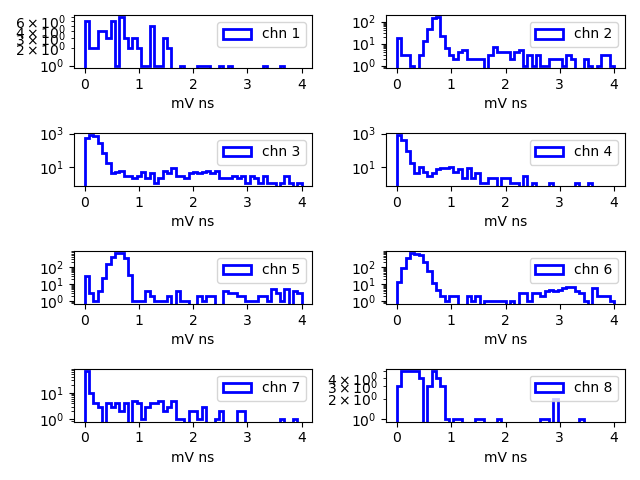 6 × 10⁰
4 × 10⁰
3 × 10⁰
2 × 10⁰
10⁰
chn 1
0 1 2 3 4
mV ns
10²
10¹
10⁰
chn 2
0 1 2 3 4
mV ns
10³
10¹
chn 3
0 1 2 3 4
mV ns
10³
10¹
chn 4
0 1 2 3 4
mV ns
10²
10¹
10⁰
chn 5
0 1 2 3 4
mV ns
10²
10¹
10⁰
chn 6
0 1 2 3 4
mV ns
10¹
10⁰
chn 7
0 1 2 3 4
mV ns
4 × 10⁰
3 × 10⁰
2 × 10⁰
10⁰
chn 8
0 1 2 3 4
mV ns